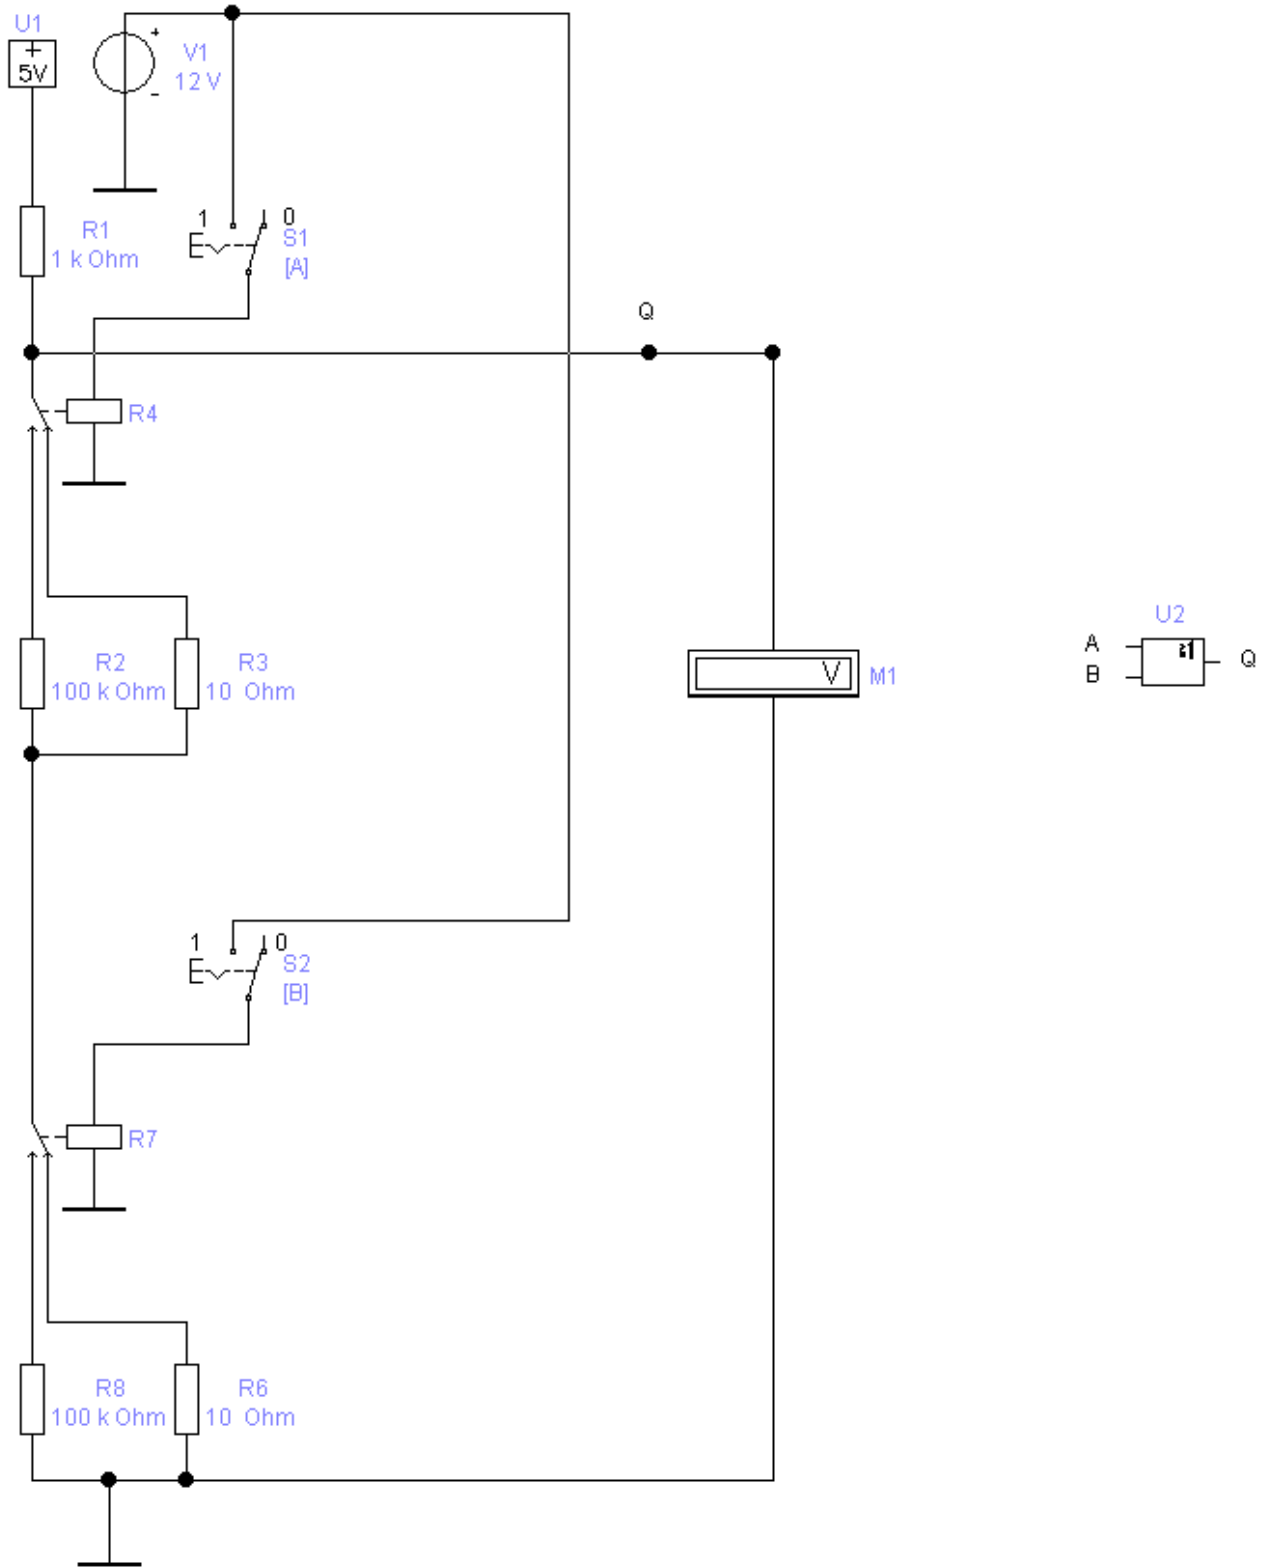 U1
+
5V
+
V1
12 V
-
1
0
S1
[A]
R1
1 k Ohm
Q
R4
R2
100 k Ohm
R3
10 Ohm
V
M1
U2
A
B
≥1
Q
1
0
S2
[B]
R7
R8
100 k Ohm
R6
10 Ohm